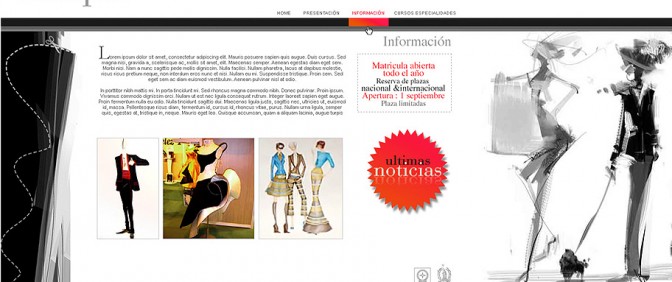 HOME PRESENTACIÓN INFORMACIÓN CURSOS ESPECIALIDADES
Información
Lorem ipsum dolor sit amet, consectetur adipiscing elit. Mauris posuere sapien quis augue. Duis cursus. Sed
magna nisi, gravida a, scelerisque ac, mollis sit amet, elit. Maecenas semper. Aenean egestas diam eget sem.
Morbi nisi. Nam a nunc sagittis pede mollis dignissim. Nulla facilisi. Nullam pharetra, lacus at dapibus molestie,
risus risus pretium neque, non interdum eros nunc et nisi. Nullam eu mi. Suspendisse tristique. Proin sem. Sed
eget sem ac diam euismod vestibulum. Aenean pulvinar nisl at odio.
In porttitor nibh mattis mi. In porta tincidunt mi. Sed rhoncus magna commodo nibh. Donec pulvinar. Proin ipsum.
Vivamus commodo dignissim orci. Nullam ut est nec ligula consequat rutrum. Integer laoreet sapien eget augue.
Proin fermentum nulla eu odio. Nulla tincidunt sagittis dui. Maecenas ligula justo, sagittis nec, ultricies ut, euismod
id, massa. Pellentesque risus diam, fermentum et, cursus id, rhoncus vitae, purus. Nullam urna ligula, semper
quis, egestas at, tristique in, neque. Mauris eget leo. Quisque accumsan, quam a aliquam lacinia, augue turpis
Matricula abierta
todo el año
Reserva de plazas
nacional &internacional
Apertura : 1 septiembre
Plaza limitadas
ultimas
noticias